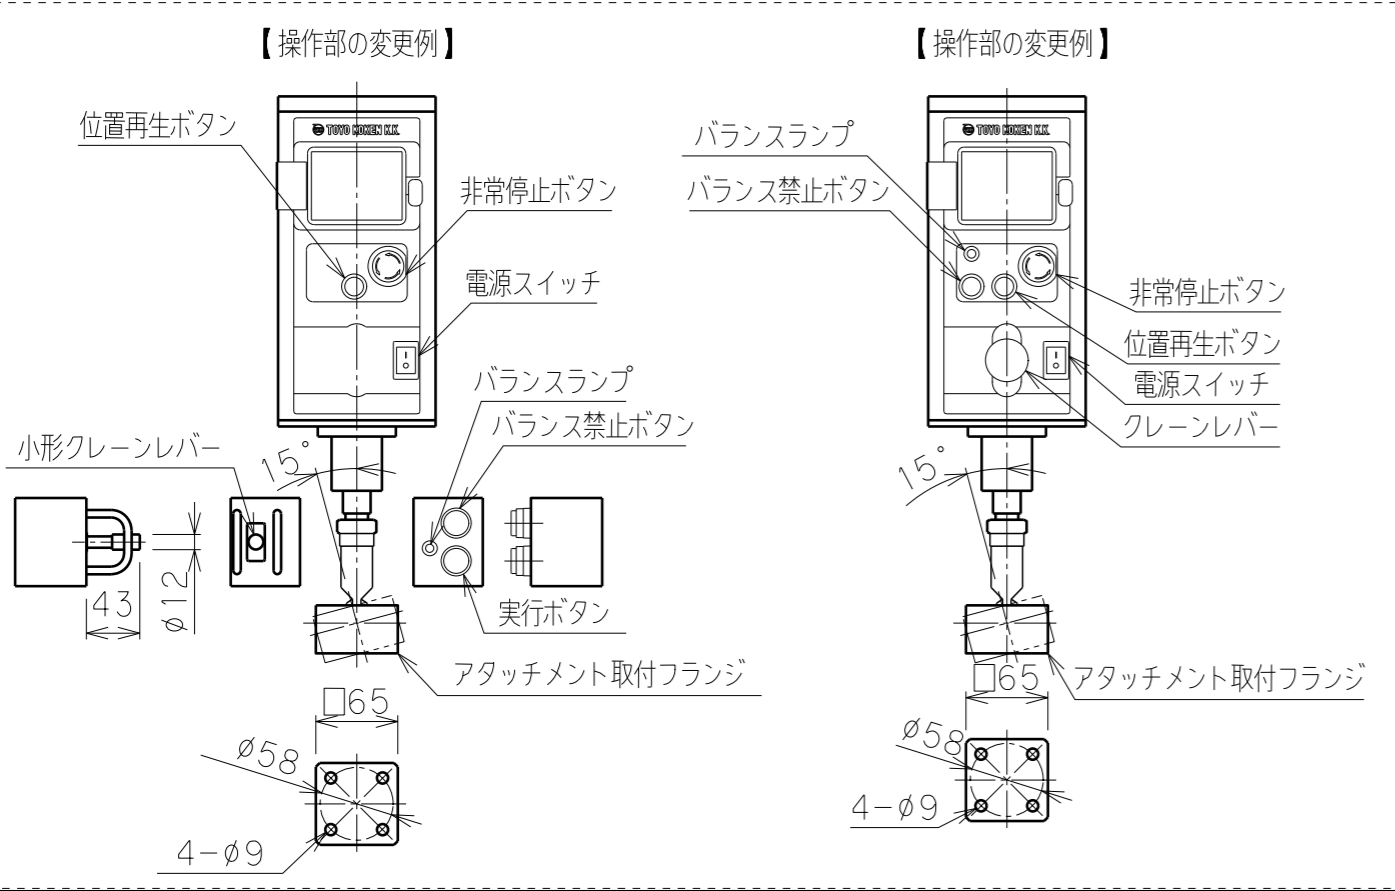 【操作部の変更例】
位置再生ボタン
TOYO KOKEN K.K.
非常停止ボタン
電源スイッチ
バランスランプ
バランス禁止ボタン
小形クレーンレバー
15°
43
φ12
実行ボタン
アタッチメント取付フランジ
□65
φ58
4-φ9
【操作部の変更例】
バランスランプ
TOYO KOKEN K.K.
バランス禁止ボタン
非常停止ボタン
位置再生ボタン
電源スイッチ
クレーンレバー
15°
アタッチメント取付フランジ
□65
φ58
4-φ9